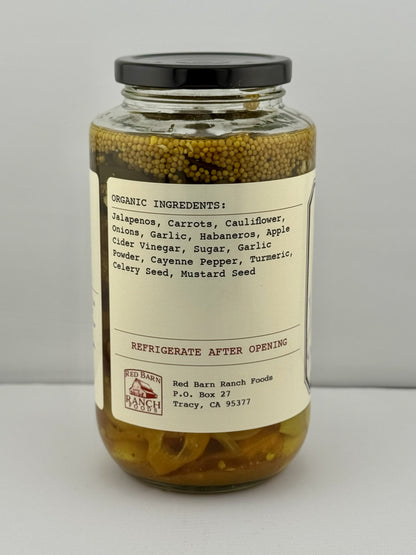 ORGANIC INGREDENTS:
Jalapenos, Carrots, Cauliflower,
Onions, Garlic, Habaneros, Apple
Cider Vinegar, Sugar, Garlic
Powder, Cayenne Pepper, Turmeric,
Celery Seed, Mustard Seed
REFRIGERATE AFTER OPENING
RED BARN
RANCH
FOODS
Red Barn Ranch Foods
P.O. Box 27
Tracy, CA 95377